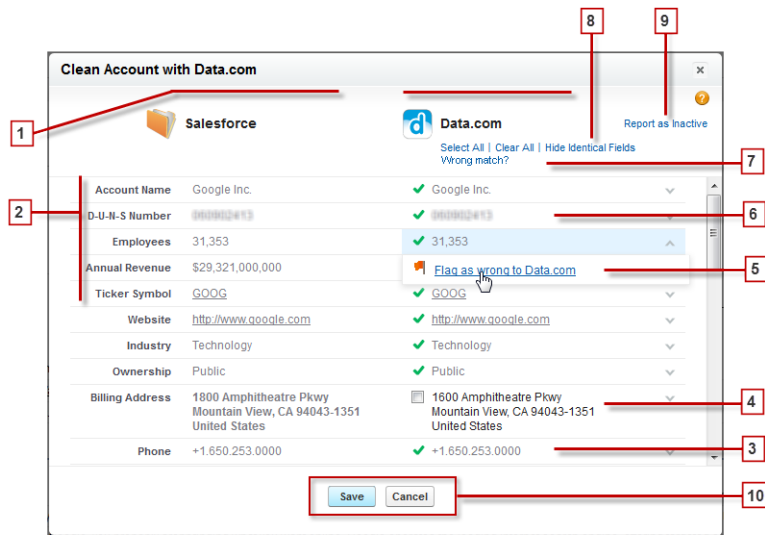 8
9
Clean Account with Data.com
x
?
1
Salesforce
d
Data.com
Report as Inactive
Select All | Clear All | Hide Identical Fields
Wrong match?
7
2
Account Name Google Inc. Google Inc.
D-U-N-S Number
6
Employees 31,353 31,353
Annual Revenue $29,321,000,000
Flag as wrong to Data.com
5
Ticker Symbol GOOG GOOG
Website http://www.google.com http://www.google.com
Industry Technology Technology
Ownership Public Public
Billing Address 1800 Amphitheatre Pkwy 1600 Amphitheatre Pkwy
Mountain View, CA 94043-1351 Mountain View, CA 94043-1351
United States United States
4
Phone +1.650.253.0000 +1.650.253.0000
3
Save Cancel
10